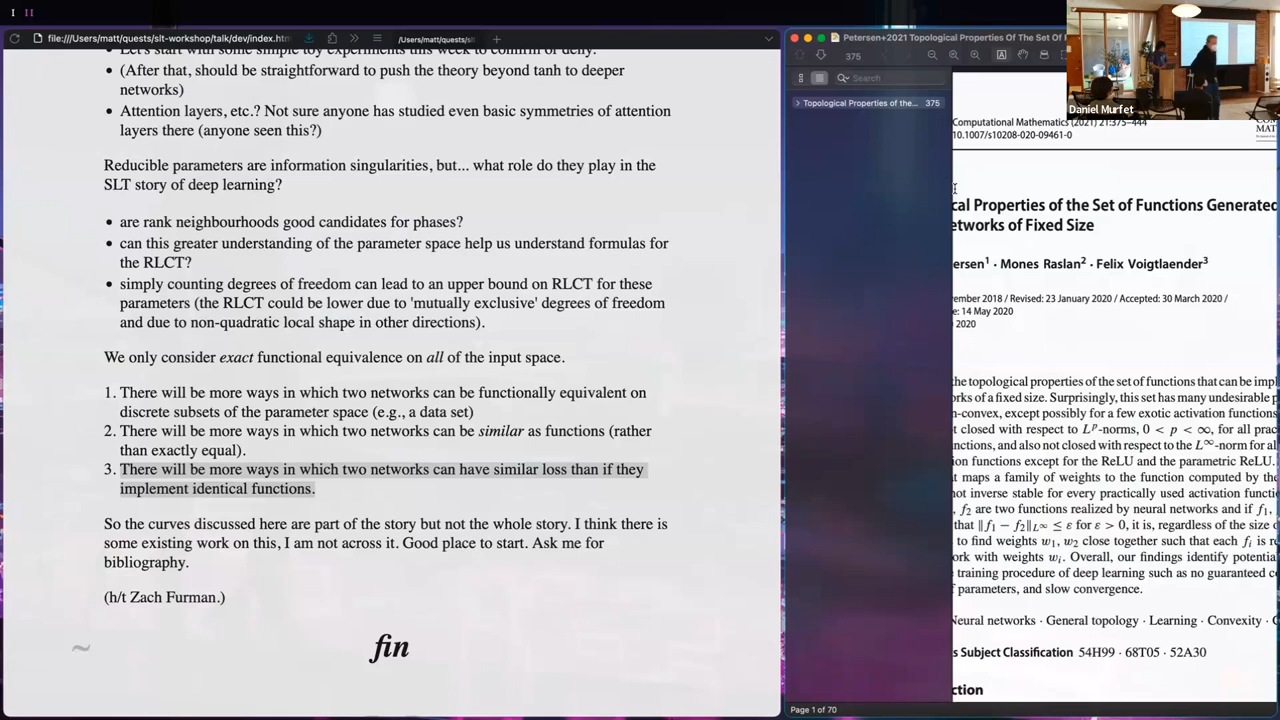 I II
file:///Users/matt/quests/slt-workshop/talk/dev/index.htm
/Users/matt/quests/slt-
Let's start with some simple toy experiments this week to confirm or deny.
(After that, should be straightforward to push the theory beyond tanh to deeper
networks)
Attention layers, etc.? Not sure anyone has studied even basic symmetries of attention
layers there (anyone seen this?)
Reducible parameters are information singularities, but... what role do they play in the
SLT story of deep learning?
are rank neighbourhoods good candidates for phases?
can this greater understanding of the parameter space help us understand formulas for
the RLCT?
simply counting degrees of freedom can lead to an upper bound on RLCT for these
parameters (the RLCT could be lower due to 'mutually exclusive' degrees of freedom
and due to non-quadratic local shape in other directions).
We only consider exact functional equivalence on all of the input space.
1. There will be more ways in which two networks can be functionally equivalent on
discrete subsets of the parameter space (e.g., a data set)
2. There will be more ways in which two networks can be similar as functions (rather
than exactly equal).
3. There will be more ways in which two networks can have similar loss than if they
implement identical functions.
So the curves discussed here are part of the story but not the whole story. I think there is
some existing work on this, I am not across it. Good place to start. Ask me for
bibliography.
(h/t Zach Furman.)
~
fin
Petersen+2021 Topological Properties Of The Set Of
375
Search
Topological Properties of the... 375
Computational Mathematics (2021) 21:375–444
10.1007/s10208-020-09461-0
MAT
cal Properties of the Set of Functions Generated
etworks of Fixed Size
ersen¹ · Mones Raslan² · Felix Voigtlaender³
vember 2018 / Revised: 23 January 2020 / Accepted: 30 March 2020 /
e: 14 May 2020
2020
the topological properties of the set of functions that can be impl
rks of a fixed size. Surprisingly, this set has many undesirable p
n-convex, except possibly for a few exotic activation functions
t closed with respect to Lᵖ-norms, 0 < p < ∞, for all prac
nctions, and also not closed with respect to the L∞-norm for al
ion functions except for the ReLU and the parametric ReLU.
at maps a family of weights to the function computed by the
not inverse stable for every practically used activation functi
, f₂ are two functions realized by neural networks and if f₁,
that ∥f₁ − f₂∥L∞ ≤ ε for ε > 0, it is, regardless of the size o
to find weights w₁, w₂ close together such that each fᵢ is re
ork with weights wᵢ. Overall, our findings identify potentia
training procedure of deep learning such as no guaranteed c
f parameters, and slow convergence.
Neural networks · General topology · Learning · Convexity ·
s Subject Classification 54H99 · 68T05 · 52A30
ction
Page 1 of 70
Daniel Murfet